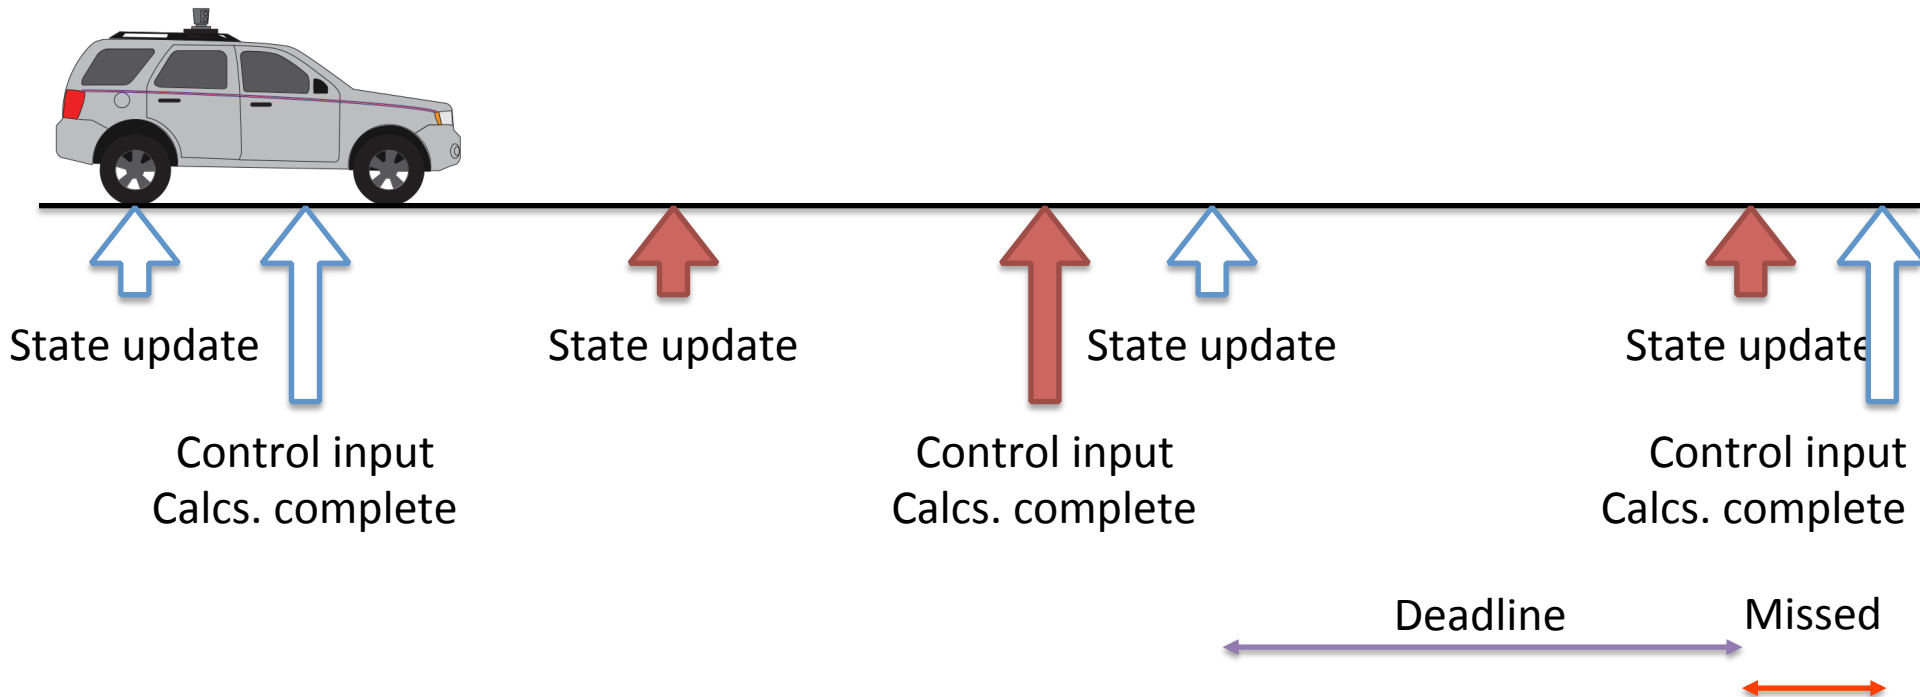 State update
State update
State update
State update
Control input
Calcs. complete
Control input
Calcs. complete
Control input
Calcs. complete
Deadline
Missed